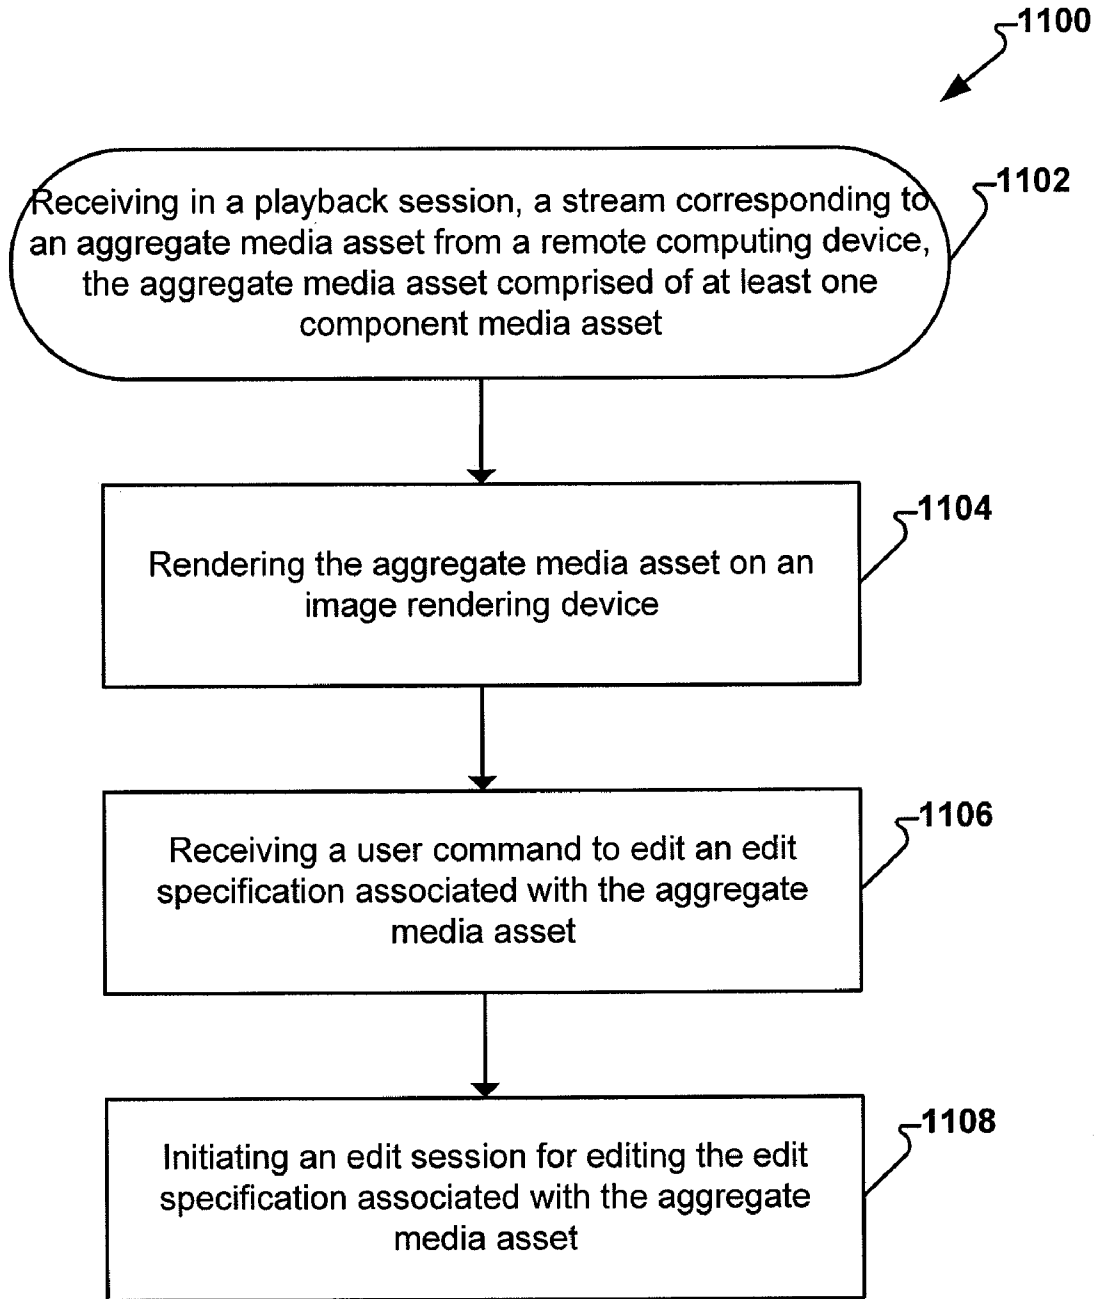 1100
1102
Receiving in a playback session, a stream corresponding to
an aggregate media asset from a remote computing device,
the aggregate media asset comprised of at least one
component media asset
1104
Rendering the aggregate media asset on an
image rendering device
1106
Receiving a user command to edit an edit
specification associated with the aggregate
media asset
1108
Initiating an edit session for editing the edit
specification associated with the aggregate
media asset